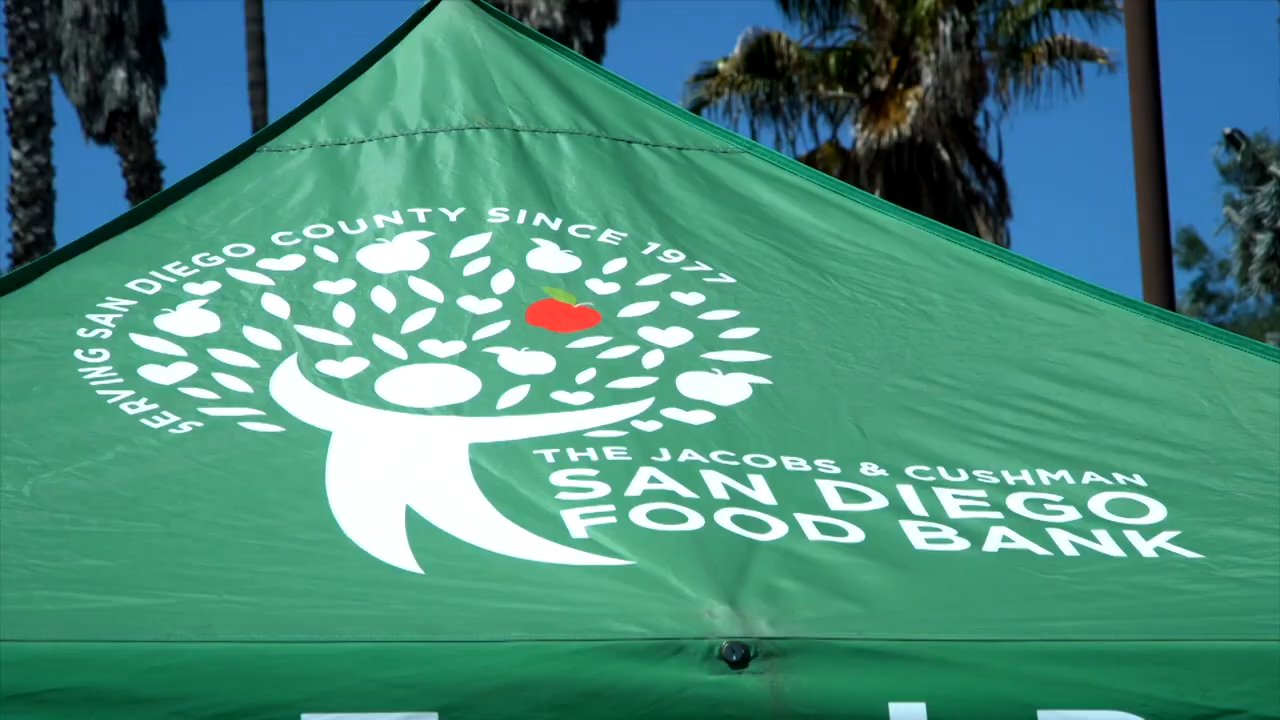 SERVING SAN DIEGO COUNTY SINCE 1977
THE JACOBS & CUSHMAN
SAN DIEGO
FOOD BANK